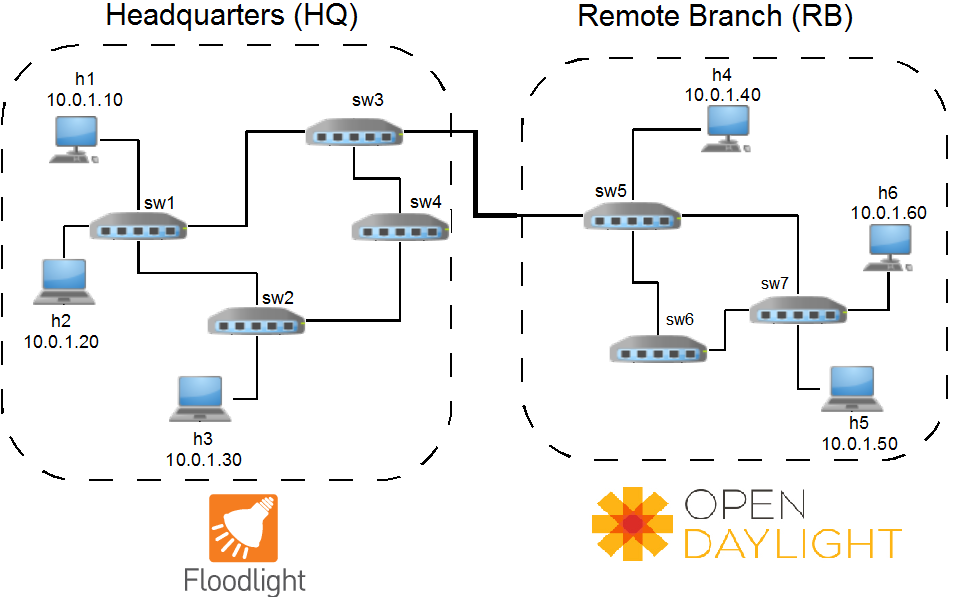 Headquarters (HQ)
Remote Branch (RB)
h1
10.0.1.10
sw3
sw1
sw4
h2
10.0.1.20
sw2
h3
10.0.1.30
h4
10.0.1.40
sw5
h6
10.0.1.60
sw7
sw6
h5
10.0.1.50
Floodlight
OPEN
DAYLIGHT